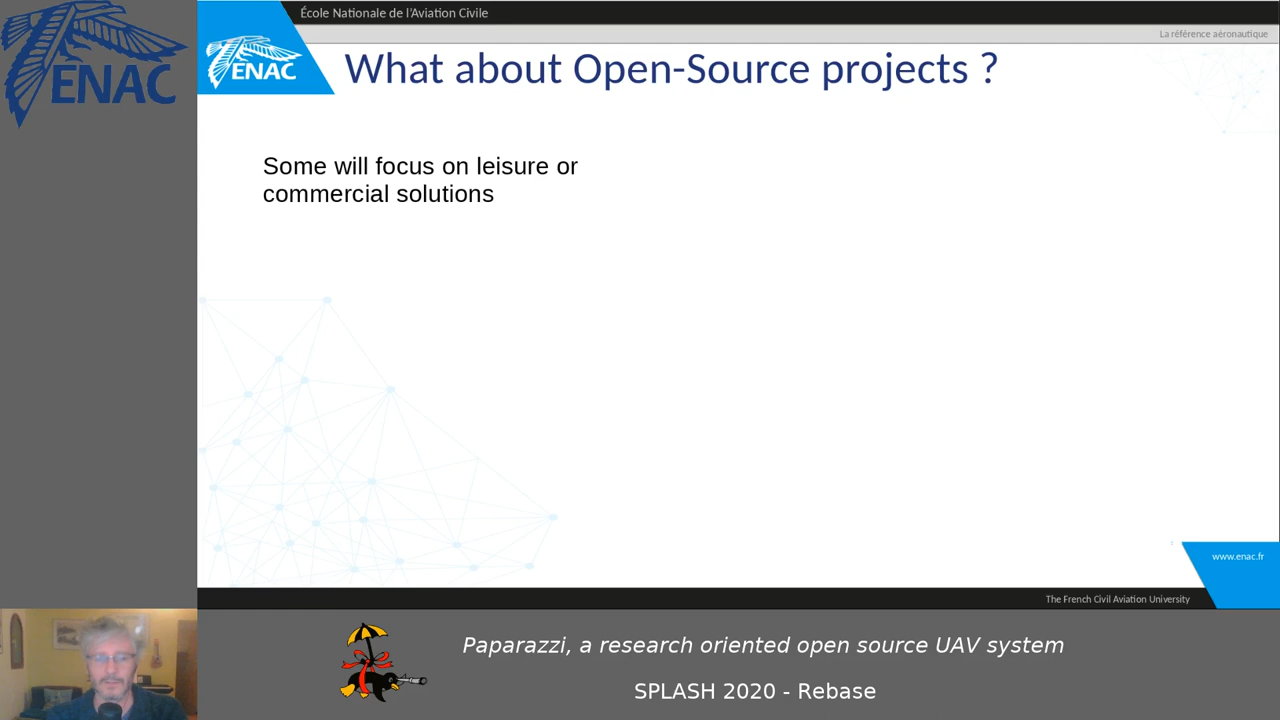 ENAC
École Nationale de l'Aviation Civile
La référence aéronautique
ENAC
What about Open-Source projects ?
Some will focus on leisure or
commercial solutions
www.enac.fr
The French Civil Aviation University
Paparazzi, a research oriented open source UAV system
SPLASH 2020 - Rebase